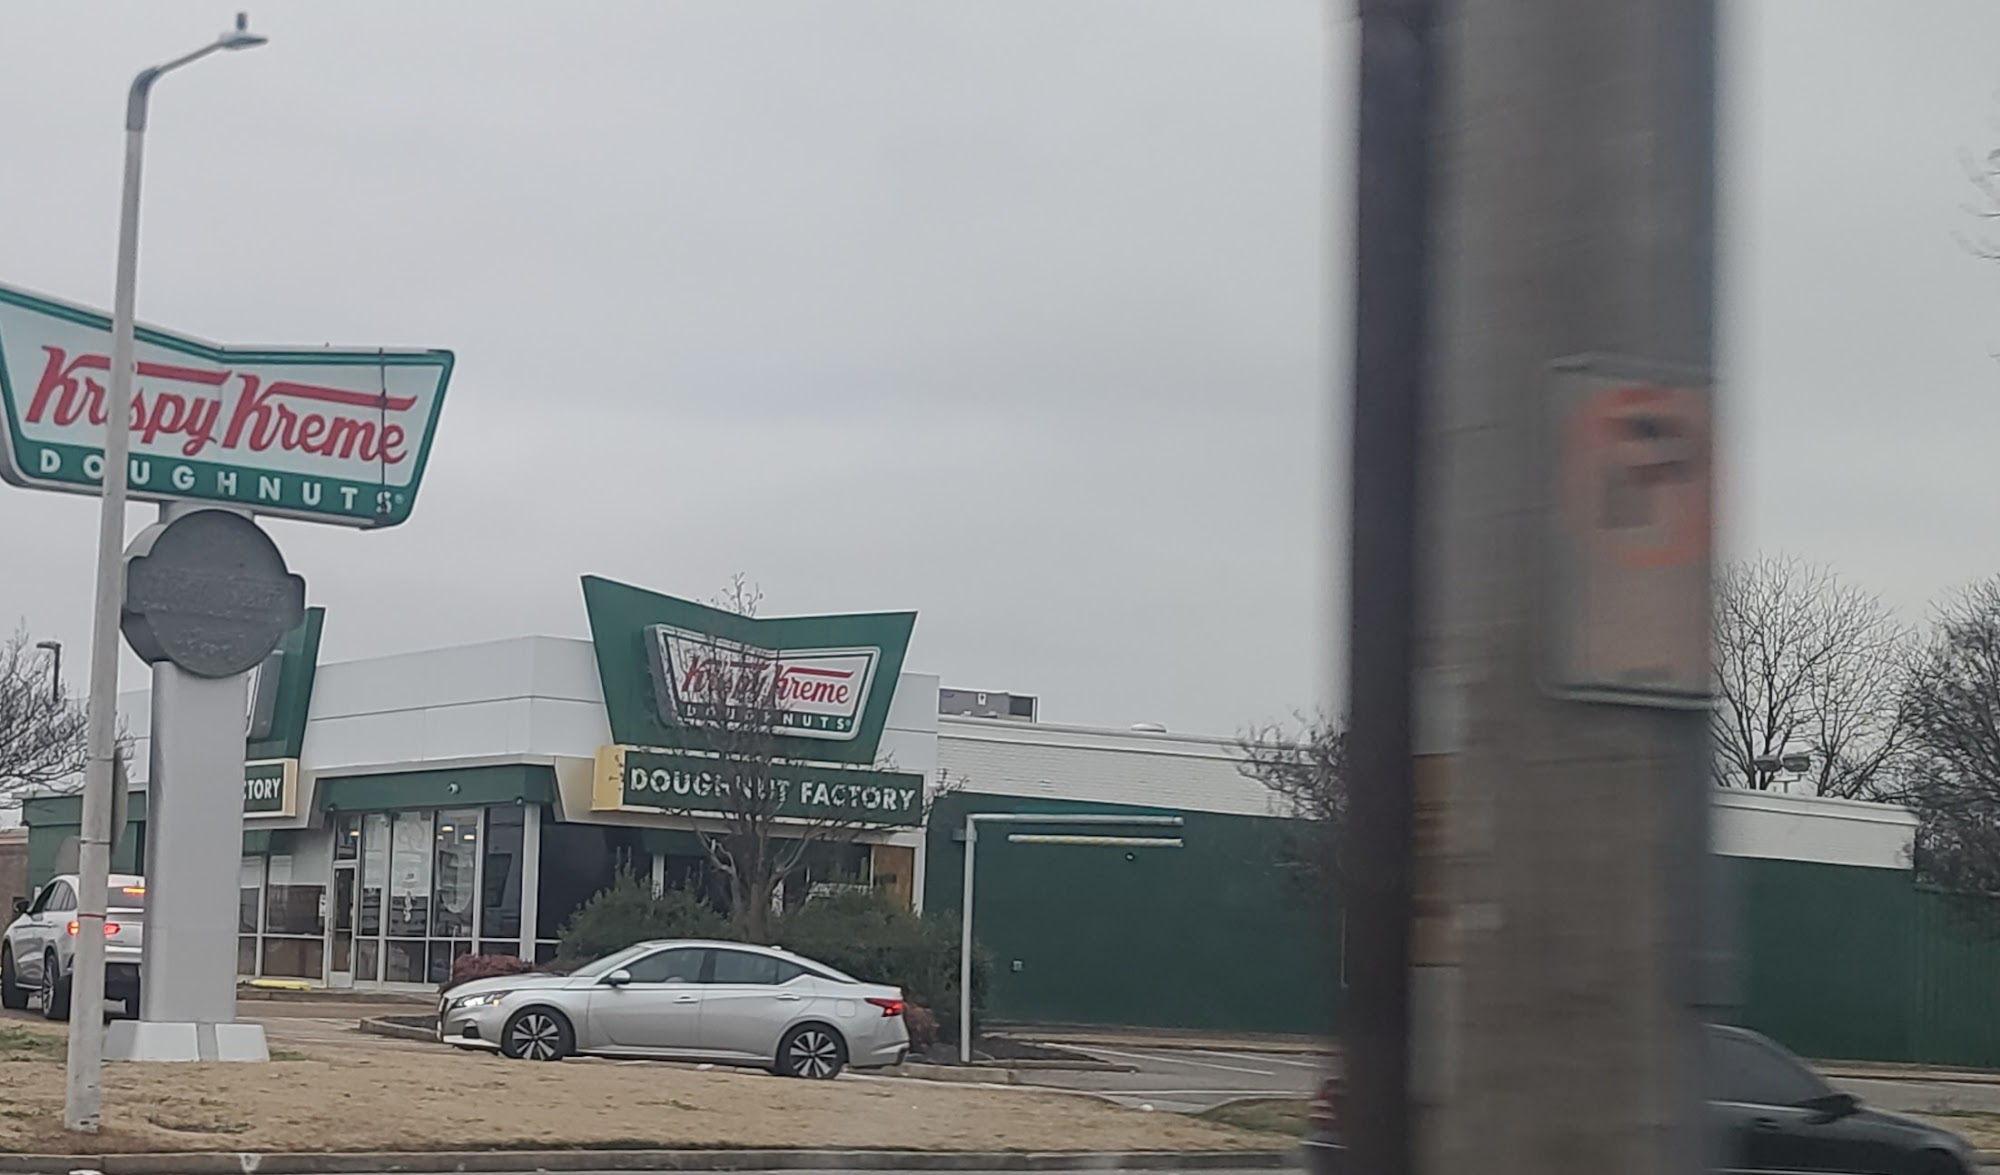 Krispy Kreme
DOUGHNUTS
Krispy Kreme
DOUGHNUTS
CTORY
DOUGHNUT FACTORY